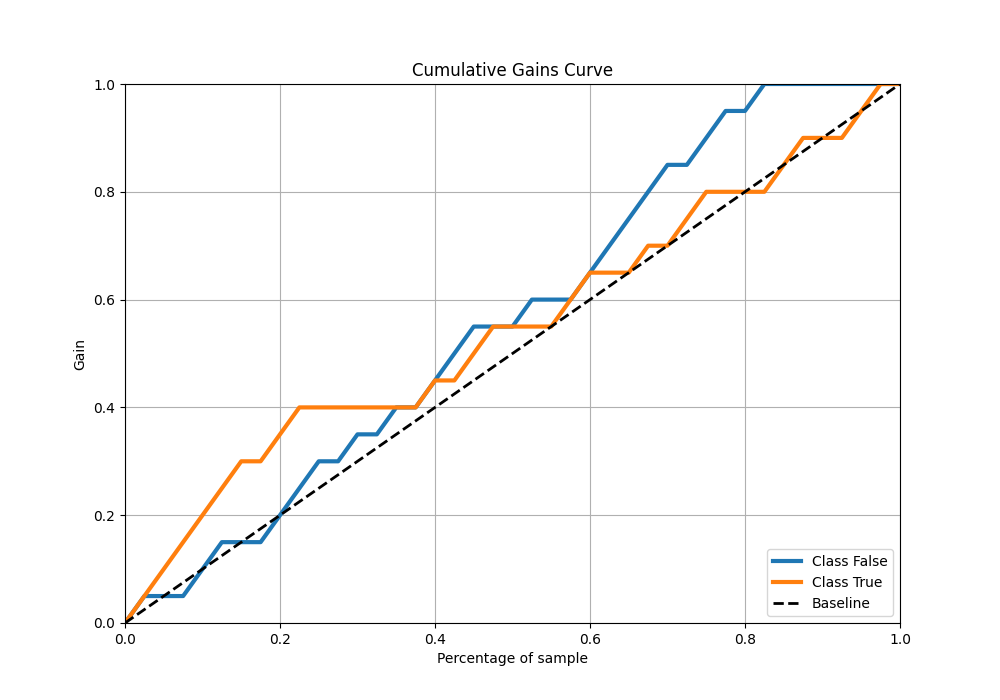 Cumulative Gains Curve
1.0
0.8
0.6
0.4
0.2
0.0
Gain
0.0 0.2 0.4 0.6 0.8 1.0
Percentage of sample
Class False
Class True
Baseline